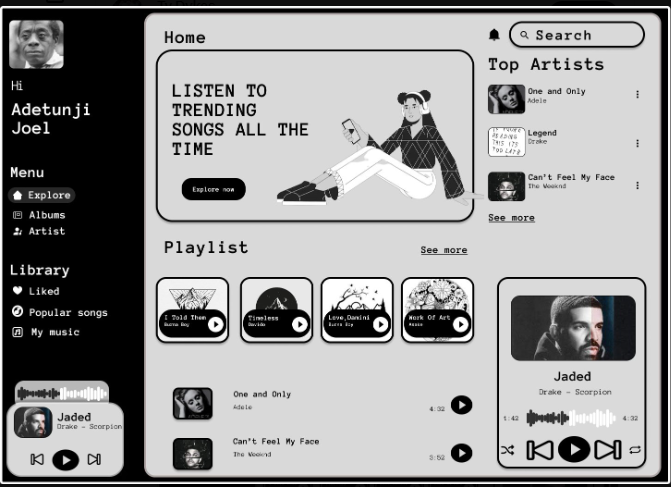 Hi
Adetunji
Joel
Menu
Explore
Albums
Artist
Library
Liked
Popular songs
My music
Jaded
Drake - Scorpion
Home
LISTEN TO
TRENDING
SONGS ALL THE
TIME
Explore now
Search
Top Artists
One and Only
Adele
Legend
Drake
Can't Feel My Face
The Weeknd
See more
Playlist
See more
I Told Them
Burna Boy
Timeless
Davido
Love,Damini
Burna Boy
Work Of Art
Asake
One and Only
Adele
4:32
Can't Feel My Face
The Weeknd
3:52
Jaded
Drake - Scorpion
1:42
4:32